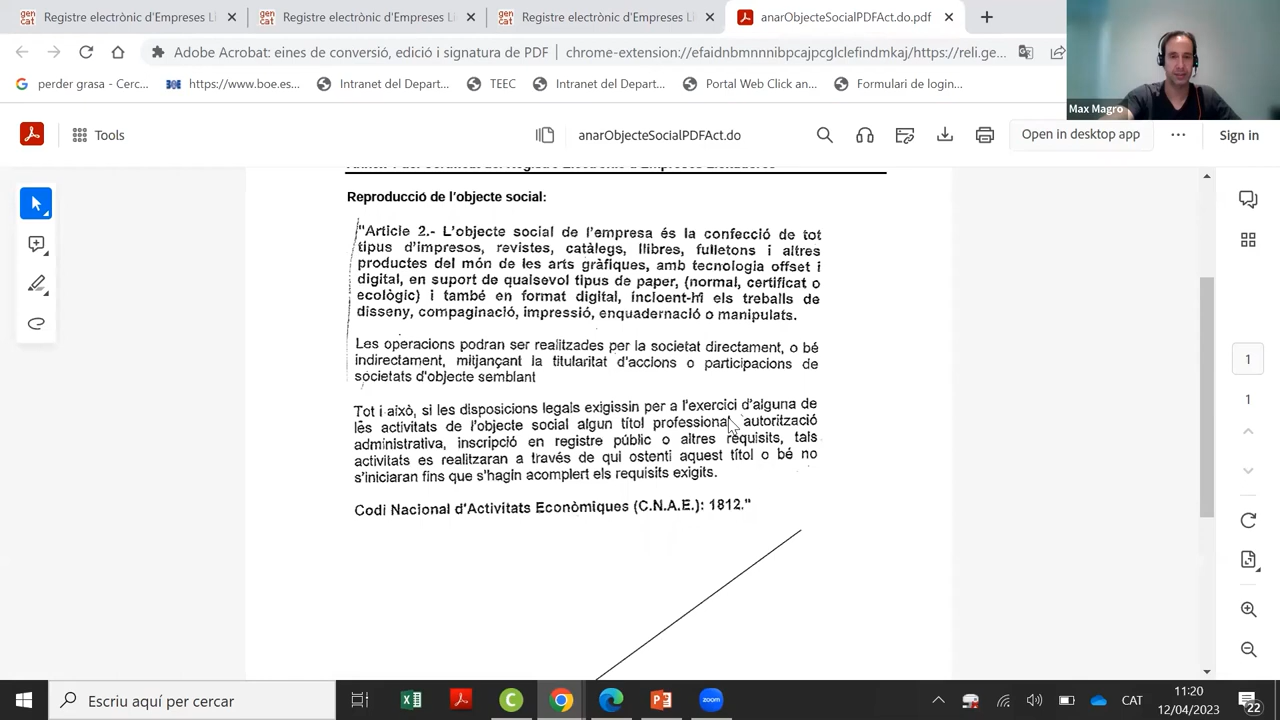 Registre electrònic d'Empreses Li
Registre electrònic d'Empreses Li
Registre electrònic d'Empreses Li
anarObjecteSocialPDFAct.do.pdf
Adobe Acrobat: eines de conversió, edició i signatura de PDF
chrome-extension://efaidnbmnnnibpcajpcglclefindmkaj/https://reli.ge...
perder grasa - Cerc...
https://www.boe.es...
Intranet del Depart...
TEEC
Intranet del Depart...
Portal Web Click an...
Formulari de login...
Max Magro
Tools
anarObjecteSocialPDFAct.do
Open in desktop app
Sign in
Reproducció de l'objecte social:
"Article 2.- L'objecte social de l'empresa és la confecció de tot
tipus d'impresos, revistes, catàlegs, llibres, fulletons i altres
productes del món de les arts gràfiques, amb tecnologia offset i
digital, en suport de qualsevol tipus de paper, (normal, certificat o
ecològic) i també en format digital, incloent-hi els treballs de
disseny, compaginació, impressió, enquadernació o manipulats.
Les operacions podran ser realitzades per la societat directament, o bé
indirectament, mitjançant la titularitat d'accions o participacions de
societats d'objecte semblant
Tot i això, si les disposicions legals exigissin per a l'exercici d'alguna de
les activitats de l'objecte social algun títol professional, autorització
administrativa, inscripció en registre públic o altres requisits, tals
activitats es realitzaran a través de qui ostenti aquest títol o bé no
s'iniciaran fins que s'hagin acomplert els requisits exigits.
Codi Nacional d'Activitats Econòmiques (C.N.A.E.): 1812."
1
1
Escriu aquí per cercar
CAT
11:20
12/04/2023
22